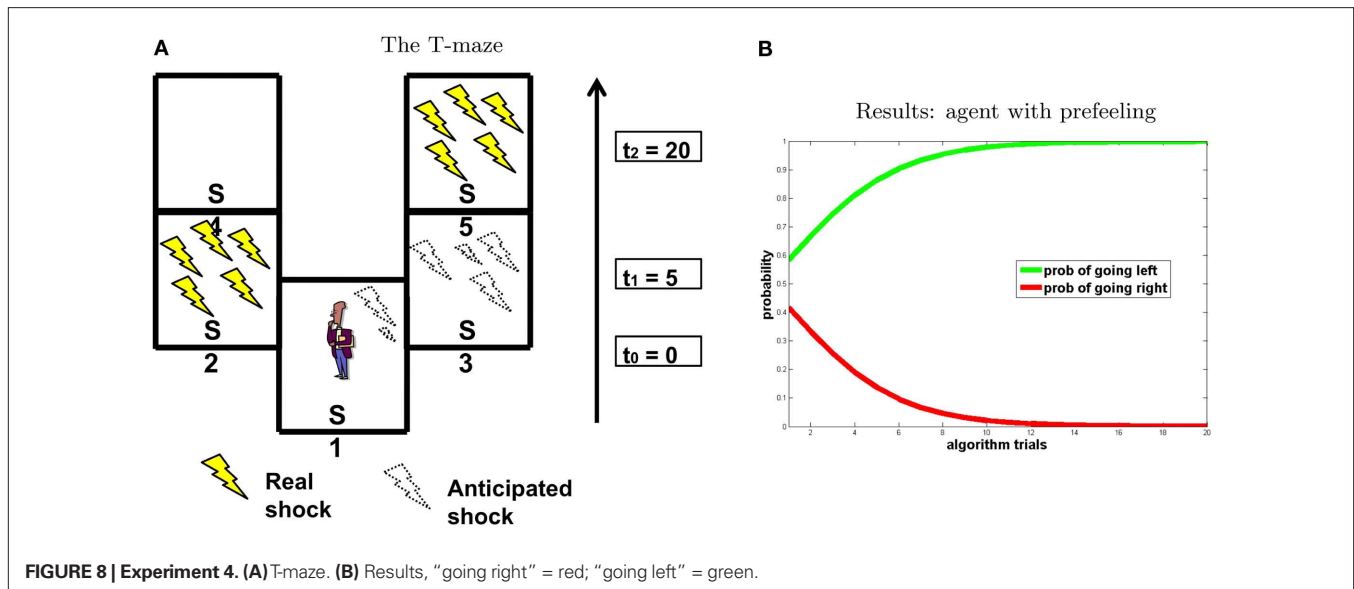 A
The T-maze
S
4
S
5
S
2
S
3
S
1
t₂ = 20
t₁ = 5
t₀ = 0
Real
shock
Anticipated
shock
B
Results: agent with prefeeling
probability
1
0.9
0.8
0.7
0.6
0.5
0.4
0.3
0.2
0.1
0
prob of going left
prob of going right
2 4 6 8 10 12 14 16 18 20
algorithm trials
FIGURE 8 | Experiment 4. (A) T-maze. (B) Results, “going right” = red; “going left” = green.